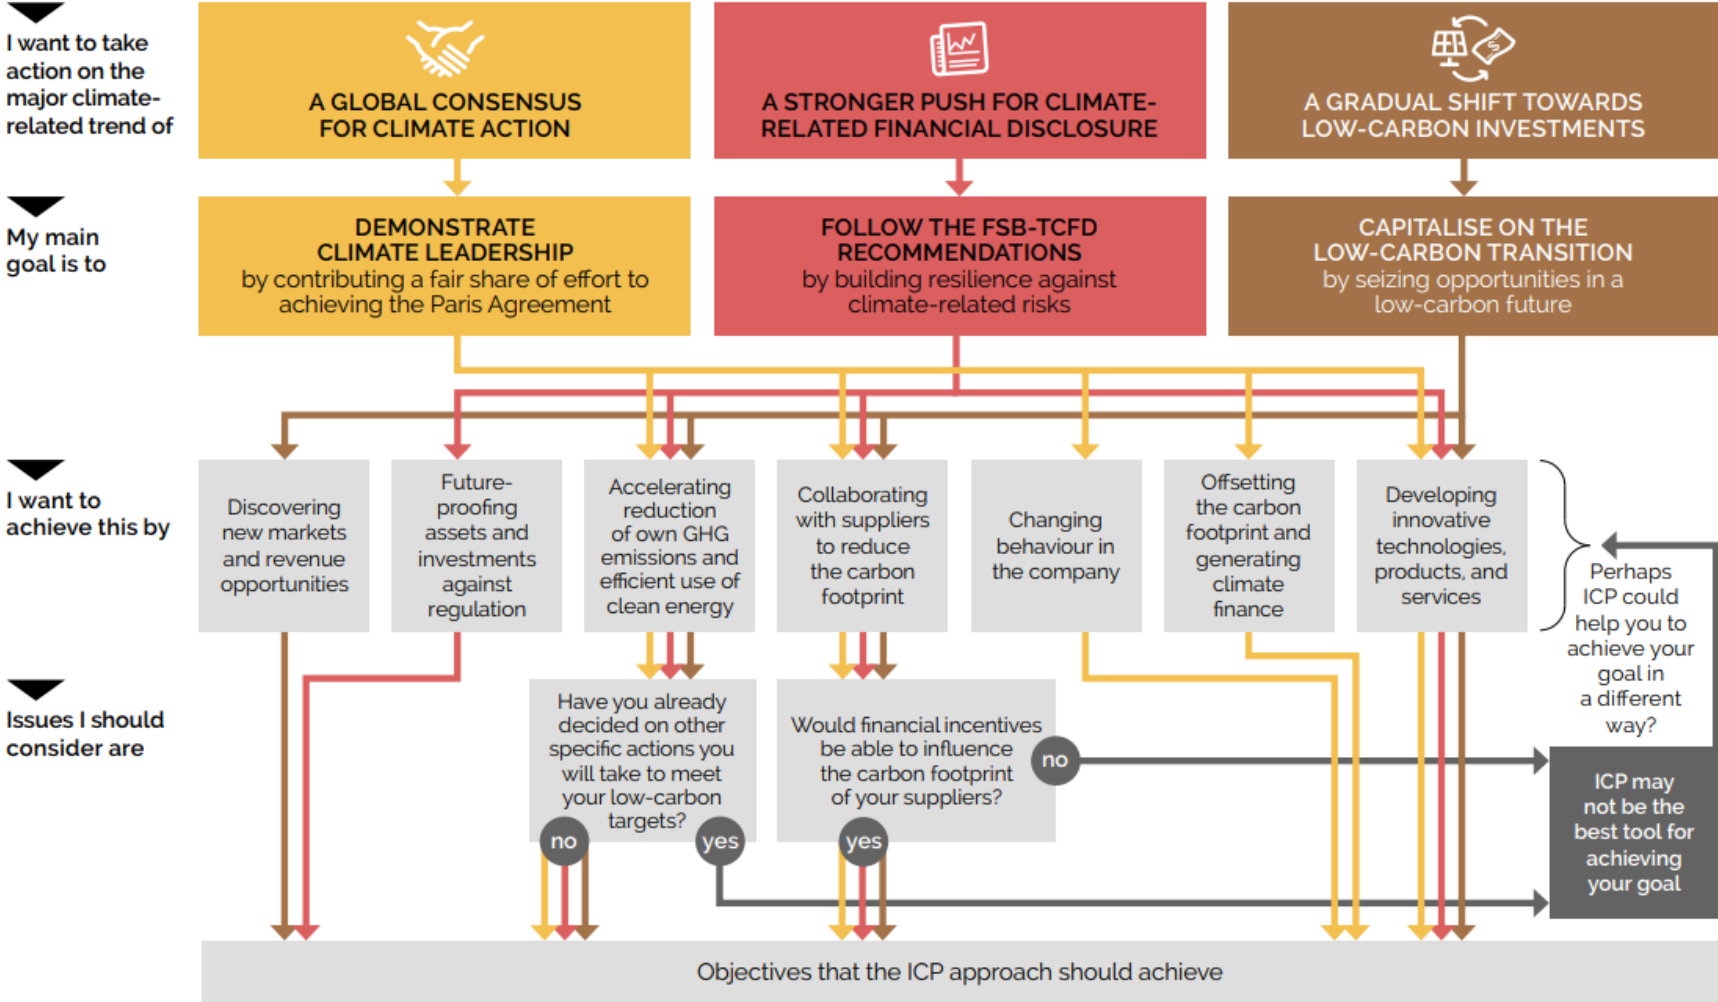 I want to take
action on the
major climate-
related trend of
A GLOBAL CONSENSUS
FOR CLIMATE ACTION
A STRONGER PUSH FOR CLIMATE-
RELATED FINANCIAL DISCLOSURE
$
A GRADUAL SHIFT TOWARDS
LOW-CARBON INVESTMENTS
My main
goal is to
DEMONSTRATE
CLIMATE LEADERSHIP
by contributing a fair share of effort to
achieving the Paris Agreement
FOLLOW THE FSB-TCFD
RECOMMENDATIONS
by building resilience against
climate-related risks
CAPITALISE ON THE
LOW-CARBON TRANSITION
by seizing opportunities in a
low-carbon future
I want to
achieve this by
Discovering
new markets
and revenue
opportunities
Future-
proofing
assets and
investments
against
regulation
Accelerating
reduction
of own GHG
emissions and
efficient use of
clean energy
Collaborating
with suppliers
to reduce
the carbon
footprint
Changing
behaviour in
the company
Offsetting
the carbon
footprint and
generating
climate
finance
Developing
innovative
technologies,
products, and
services
Perhaps
ICP could
help you to
achieve your
goal in
a different
way?
Issues I should
consider are
Have you already
decided on other
specific actions you
will take to meet
your low-carbon
targets?
no
yes
Would financial incentives
be able to influence
the carbon footprint
of your suppliers?
no
yes
ICP may
not be the
best tool for
achieving
your goal
Objectives that the ICP approach should achieve